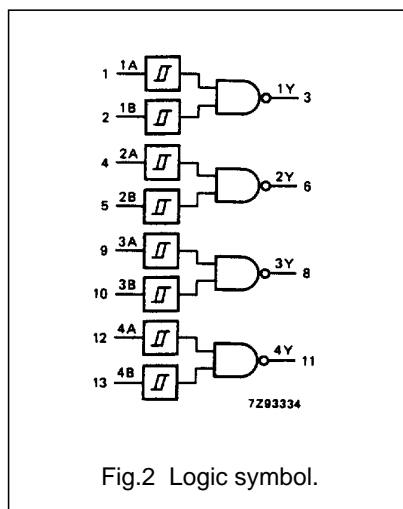 1 1A 1Y 3
2 1B
4 2A 2Y 6
5 2B
9 3A 3Y 8
10 3B
12 4A 4Y 11
13 4B
7Z93334
Fig.2 Logic symbol.